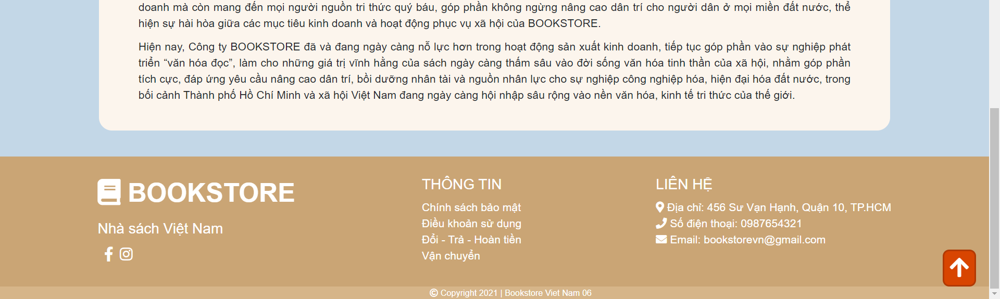 doanh mà còn mang đến mọi người nguồn tri thức quý báu, góp phần không ngừng nâng cao dân trí cho người dân ở mọi miền đất nước, thể
hiện sự hài hòa giữa các mục tiêu kinh doanh và hoạt động phục vụ xã hội của BOOKSTORE.
Hiện nay, Công ty BOOKSTORE đã và đang ngày càng nỗ lực hơn trong hoạt động sản xuất kinh doanh, tiếp tục góp phần vào sự nghiệp phát
triển “văn hóa đọc”, làm cho những giá trị vĩnh hằng của sách ngày càng thấm sâu vào đời sống văn hóa tinh thần của xã hội, nhằm góp phần
tích cực, đáp ứng yêu cầu nâng cao dân trí, bồi dưỡng nhân tài và nguồn nhân lực cho sự nghiệp công nghiệp hóa, hiện đại hóa đất nước, trong
bối cảnh Thành phố Hồ Chí Minh và xã hội Việt Nam đang ngày càng hội nhập sâu rộng vào nền văn hóa, kinh tế tri thức của thế giới.
BOOKSTORE
Nhà sách Việt Nam
THÔNG TIN
Chính sách bảo mật
Điều khoản sử dụng
Đổi - Trả - Hoàn tiền
Vận chuyển
LIÊN HỆ
Địa chỉ: 456 Sư Vạn Hạnh, Quận 10, TP.HCM
Số điện thoại: 0987654321
Email: bookstorevn@gmail.com
© Copyright 2021 | Bookstore Viet Nam 06